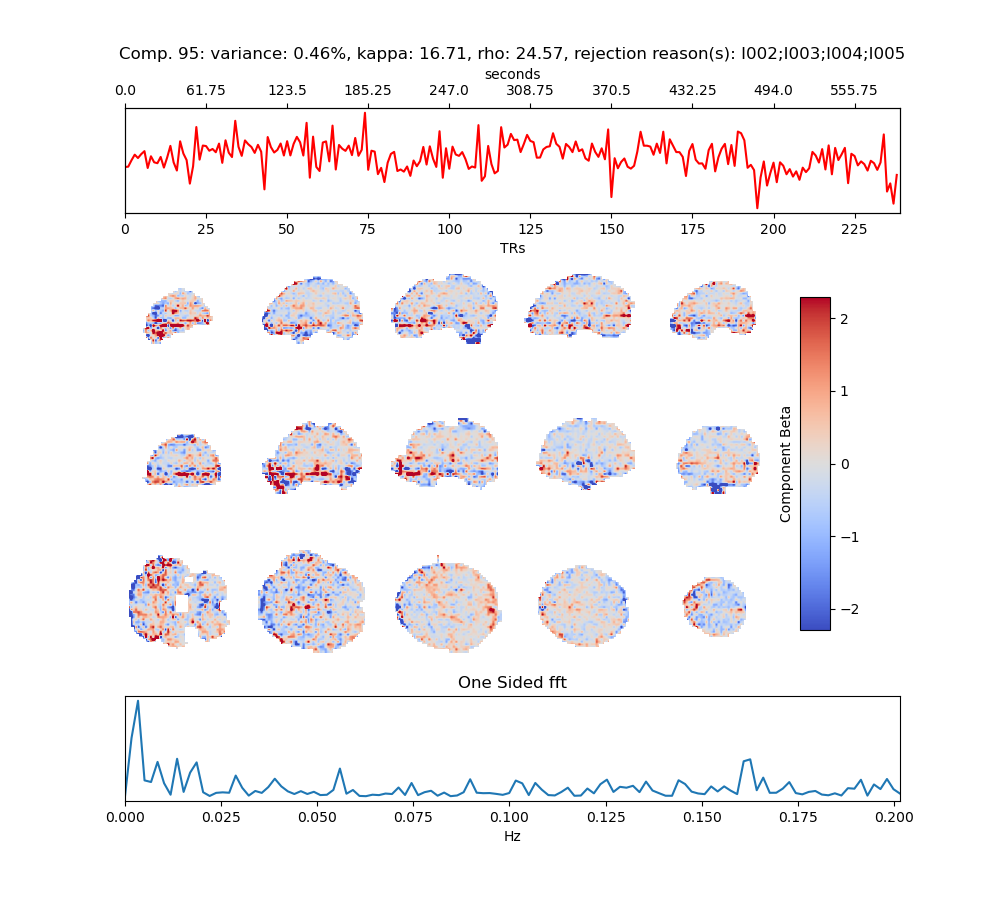 Comp. 95: variance: 0.46%, kappa: 16.71, rho: 24.57, rejection reason(s): I002;I003;I004;I005
seconds
0.0 61.75 123.5 185.25 247.0 308.75 370.5 432.25 494.0 555.75
0 25 50 75 100 125 150 175 200 225
TRs
2
1
0
−1
−2
Component Beta
One Sided fft
0.000 0.025 0.050 0.075 0.100 0.125 0.150 0.175 0.200
Hz